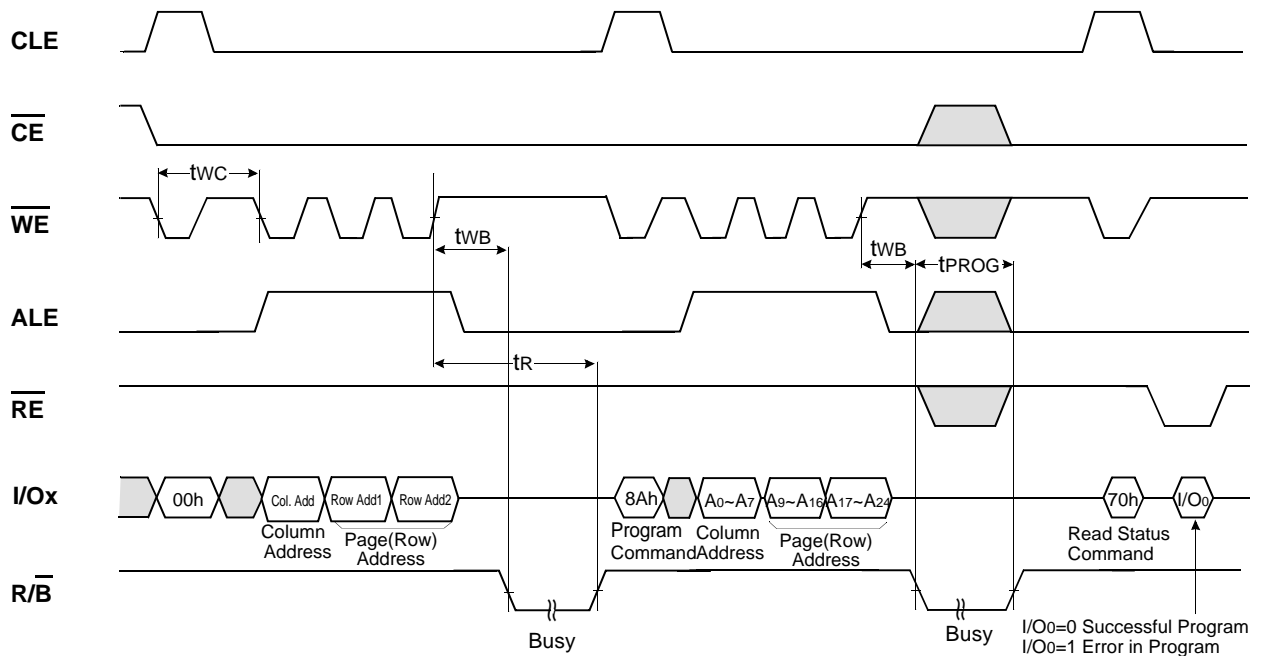 CLE
CE
tWC
WE
tWB
tWB
tPROG
ALE
tR
RE
I/Ox
00h
Col. Add
Row Add1
Row Add2
8Ah
A0~A7
A9~A16
A17~A24
70h
I/O0
Column
Address
Page(Row)
Address
Program
Command
Column
Address
Page(Row)
Address
Read Status
Command
R/B
Busy
Busy
I/O0=0 Successful Program
I/O0=1 Error in Program